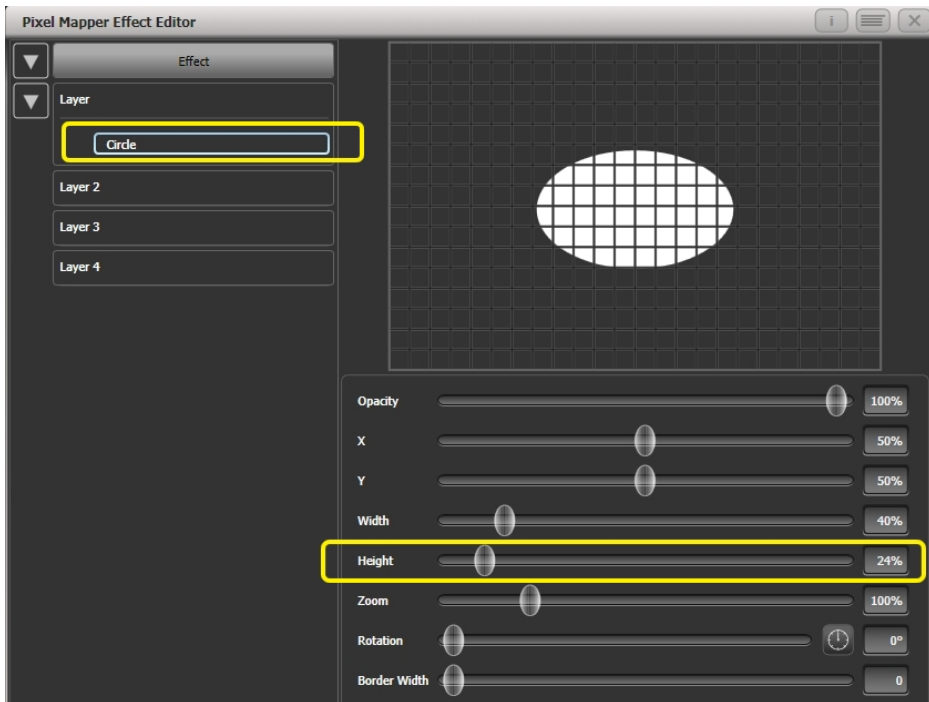 Pixel Mapper Effect Editor
i
Effect
Layer
Circle
Layer 2
Layer 3
Layer 4
Opacity 100%
X 50%
Y 50%
Width 40%
Height 24%
Zoom 100%
Rotation 0°
Border Width 0